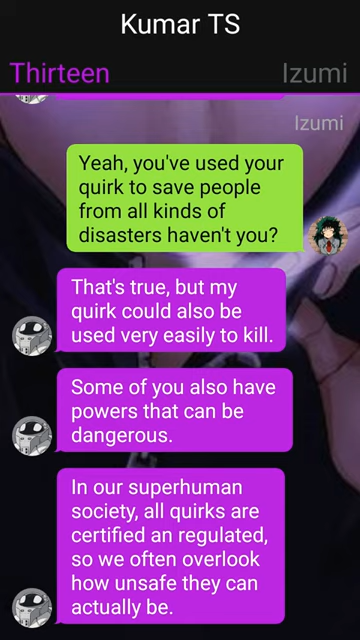 Kumar TS
Thirteen
Izumi
Izumi
Yeah, you've used your
quirk to save people
from all kinds of
disasters haven't you?
That's true, but my
quirk could also be
used very easily to kill.
Some of you also have
powers that can be
dangerous.
In our superhuman
society, all quirks are
certified an regulated,
so we often overlook
how unsafe they can
actually be.